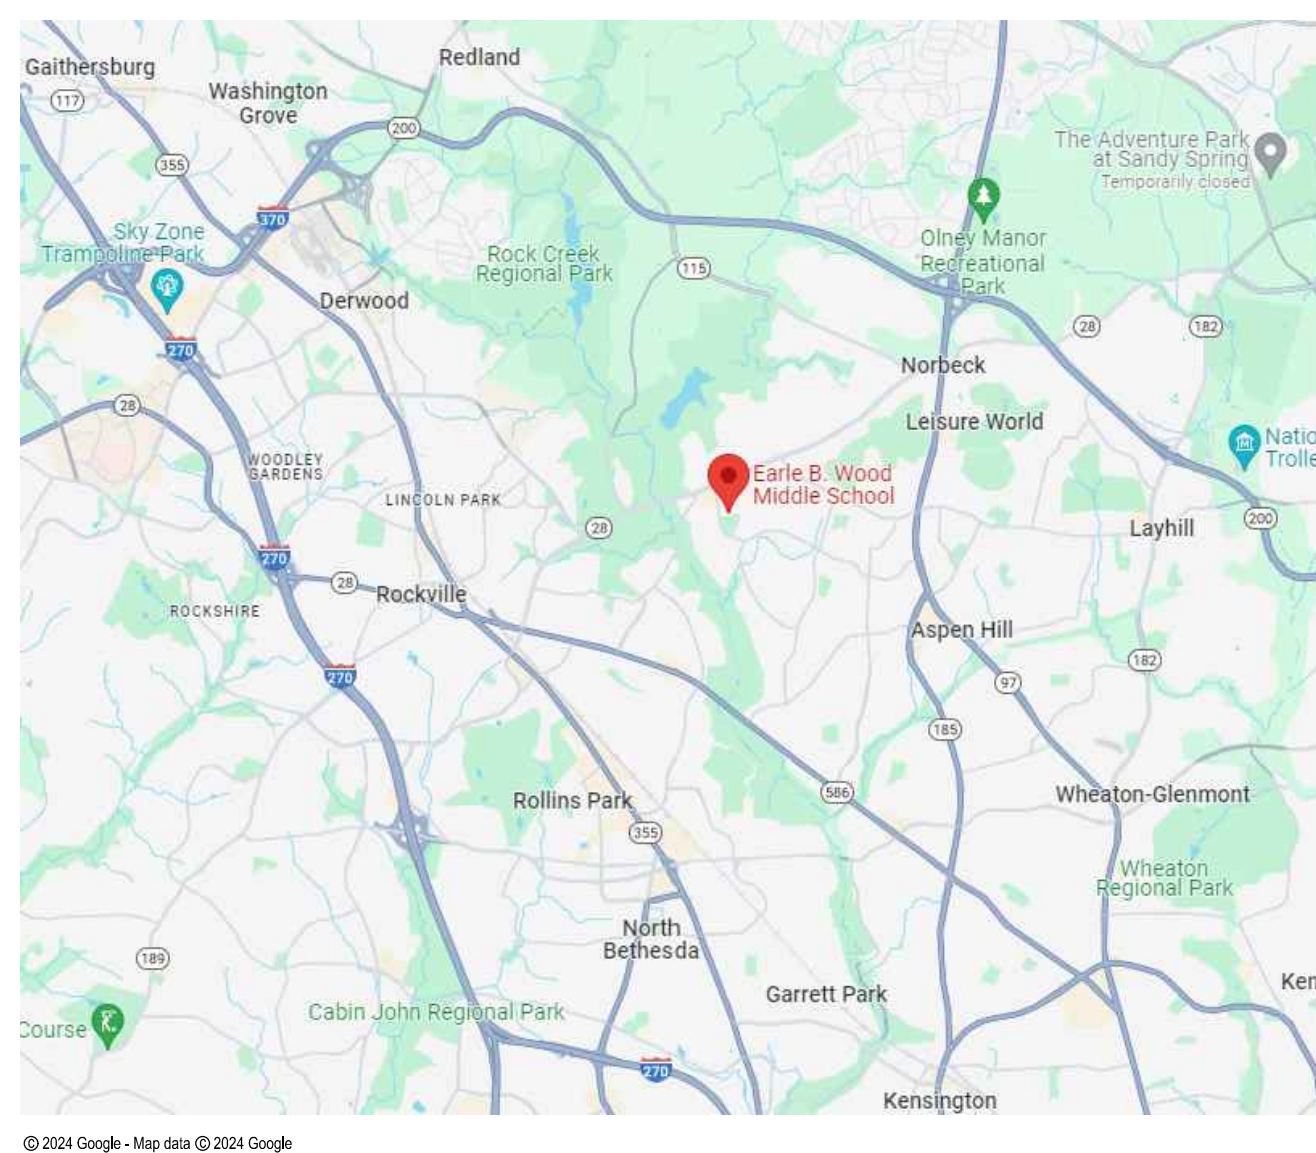 Redland
Gaithersburg
Washington
Grove
117
200
The Adventure Park
at Sandy Spring
Temporarily closed
355
370
Sky Zone
Trampoline Park
Olney Manor
Recreational
Park
Rock Creek
Regional Park
115
Derwood
28
182
270
Norbeck
28
Leisure World
Natio
Trolle
WOODLEY
GARDENS
Earle B. Wood
Middle School
LINCOLN PARK
28
Layhill
200
270
28
Rockville
ROCKSHIRE
Aspen Hill
182
270
97
185
586
Wheaton-Glenmont
Rollins Park
355
Wheaton
Regional Park
North
Bethesda
189
Ken
Garrett Park
Cabin John Regional Park
Course
270
Kensington
© 2024 Google - Map data © 2024 Google